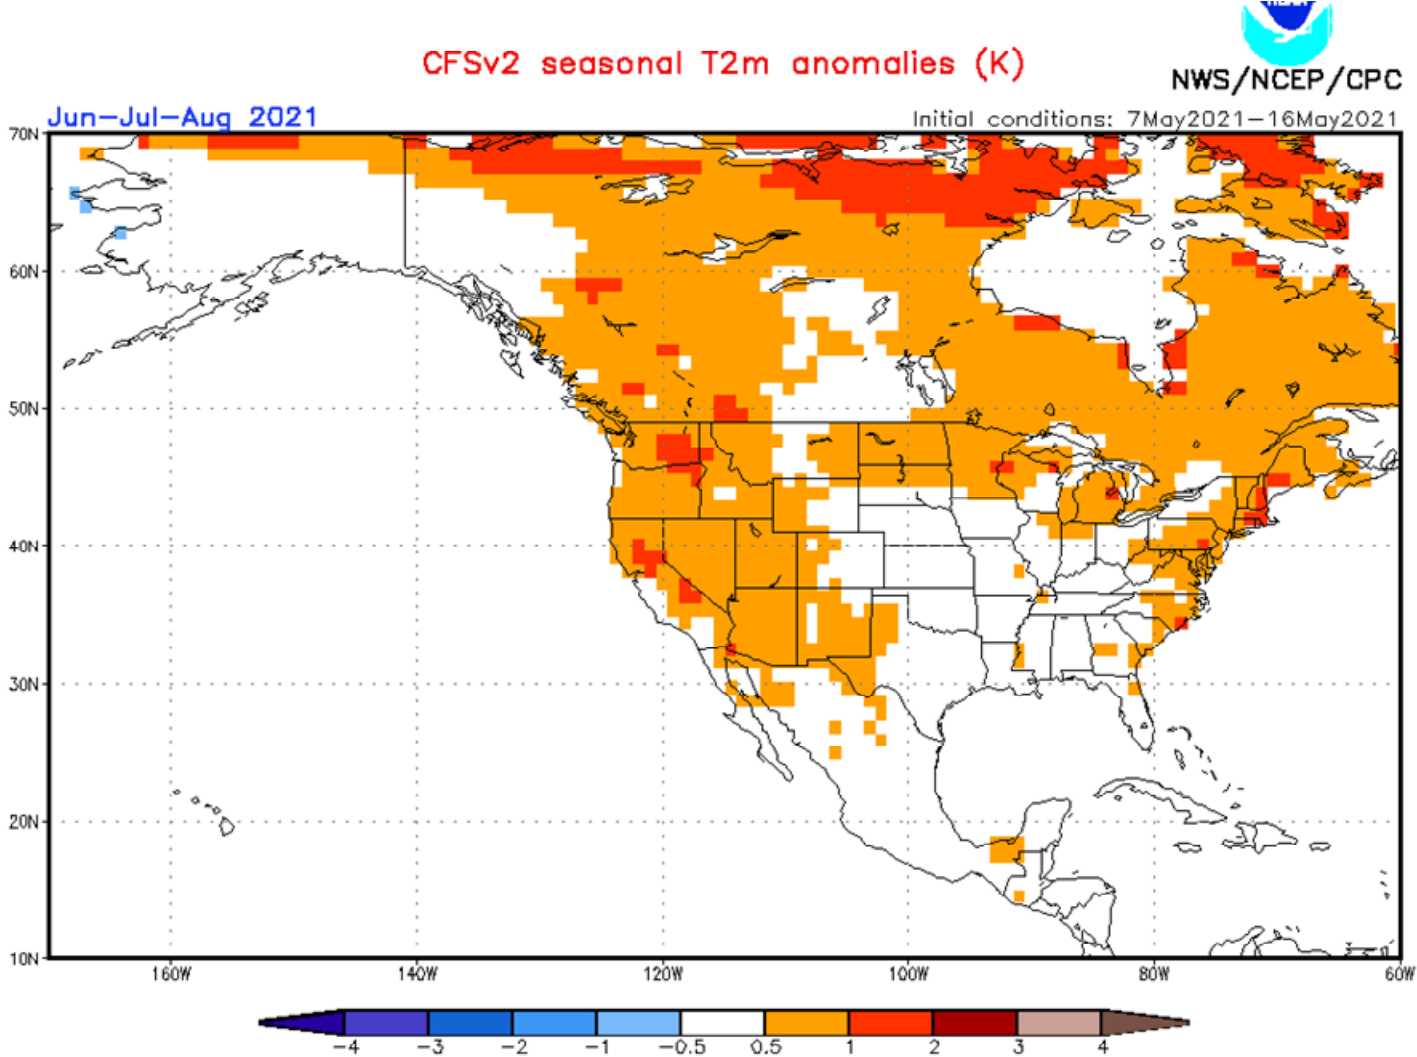 CFSv2 seasonal T2m anomalies (K)
NWS/NCEP/CPC
Jun-Jul-Aug 2021
Initial conditions: 7May2021-16May2021
70N
60N
50N
40N
30N
20N
10N
160W 140W 120W 100W 80W 60W
-4 -3 -2 -1 -0.5 0.5 1 2 3 4